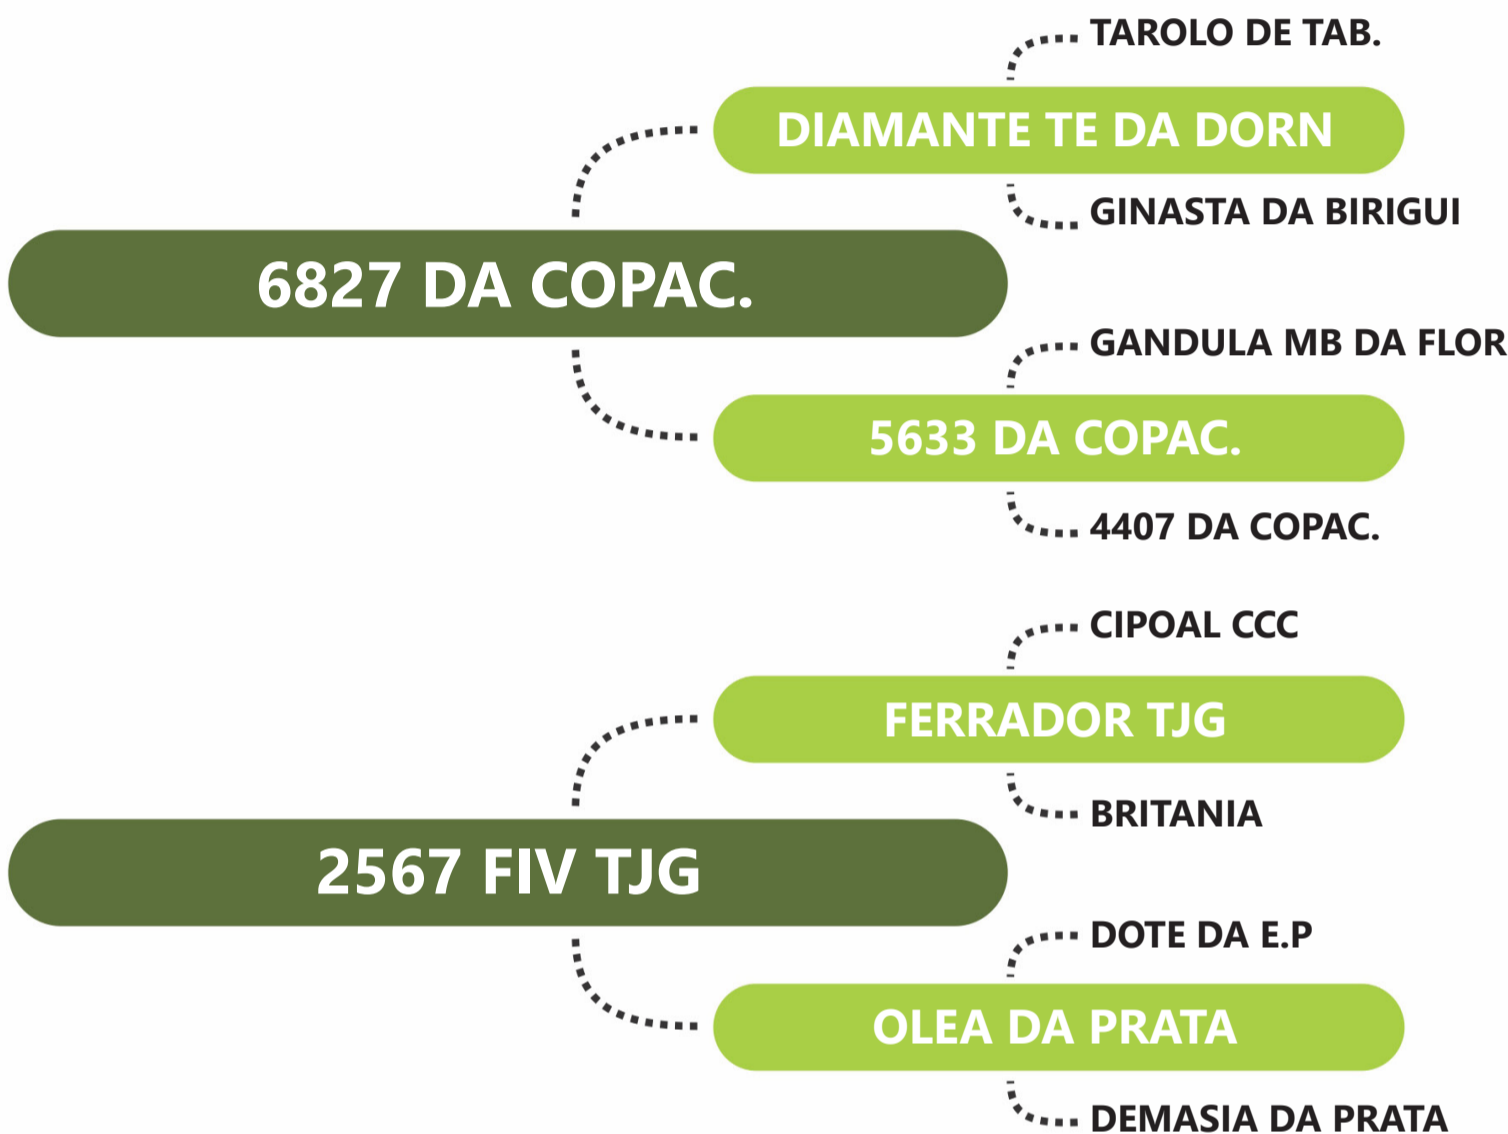 TAROLO DE TAB.
DIAMANTE TE DA DORN
GINASTA DA BIRIGUI
6827 DA COPAC.
GANDULA MB DA FLOR
5633 DA COPAC.
4407 DA COPAC.
CIPOAL CCC
FERRADOR TJG
BRITANIA
2567 FIV TJG
DOTE DA E.P
OLEA DA PRATA
DEMASIA DA PRATA